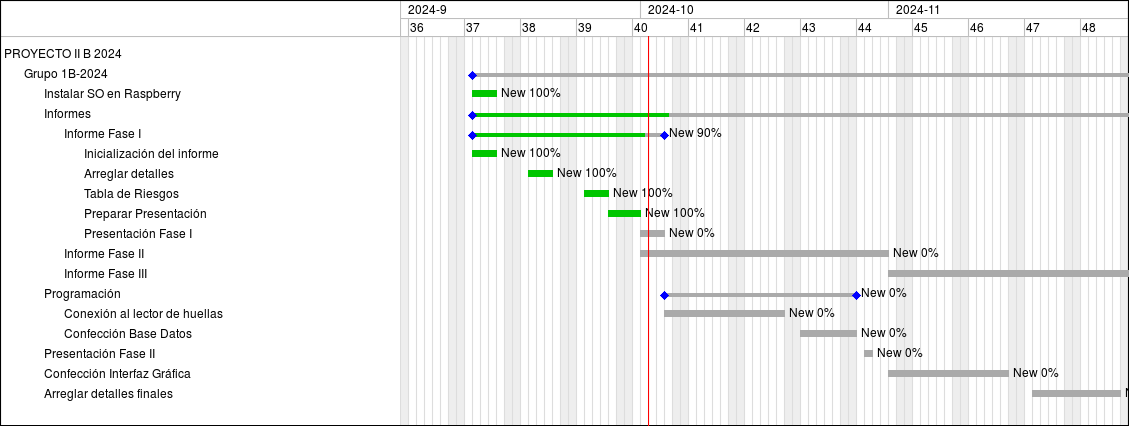 2024-9 2024-10 2024-11
36 37 38 39 40 41 42 43 44 45 46 47 48
PROYECTO II B 2024
Grupo 1B-2024
Instalar SO en Raspberry New 100%
Informes
Informe Fase I New 90%
Inicialización del informe New 100%
Arreglar detalles New 100%
Tabla de Riesgos New 100%
Preparar Presentación New 100%
Presentación Fase I New 0%
Informe Fase II New 0%
Informe Fase III
Programación New 0%
Conexión al lector de huellas New 0%
Confección Base Datos New 0%
Presentación Fase II New 0%
Confección Interfaz Gráfica New 0%
Arreglar detalles finales